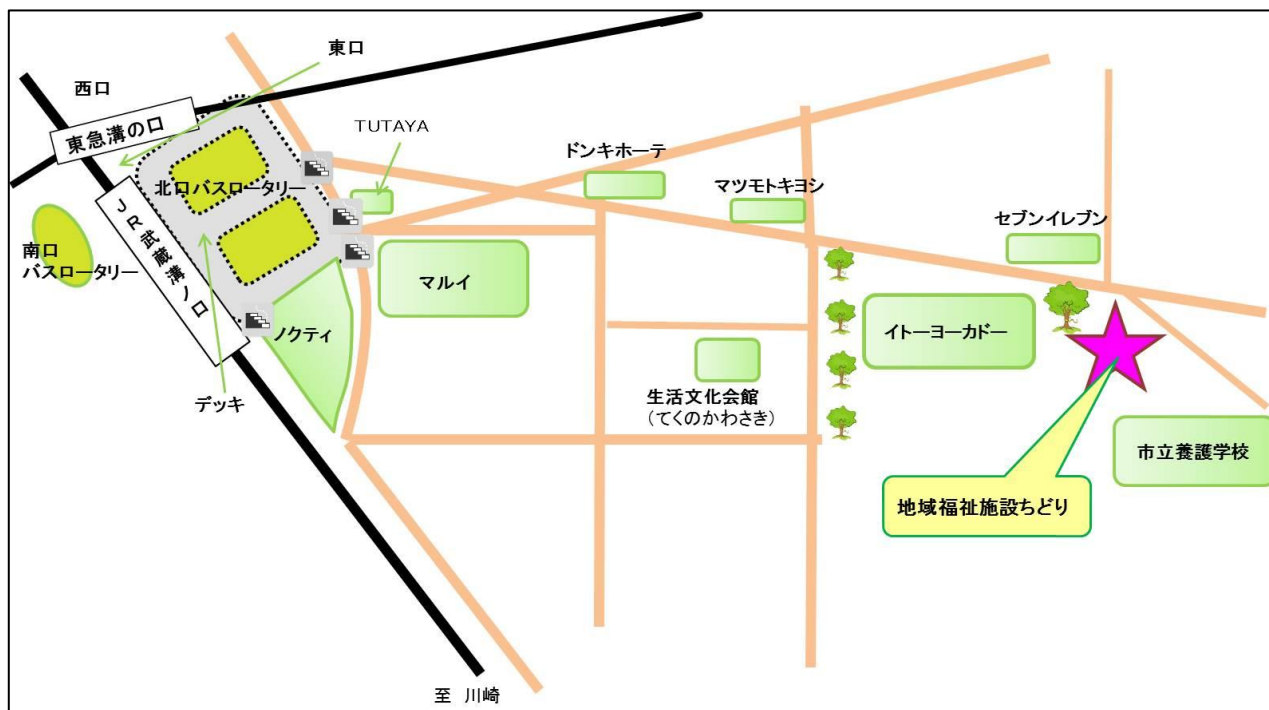 東口
西口
東急溝の口
TUTAYA
ドンキホーテ
北口バスロータリー
マツモトキヨシ
セブンイレブン
JR武蔵溝ノ口
南口
バスロータリー
マルイ
ノクティ
イトーヨーカドー
生活文化会館
(てくのかわさき)
デッキ
市立養護学校
地域福祉施設ちどり
至 川崎